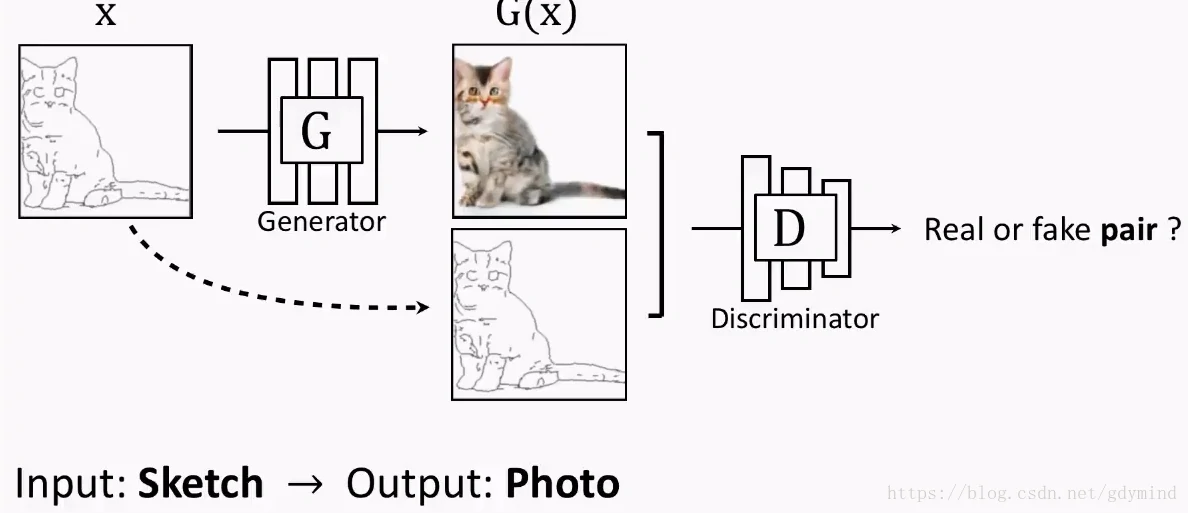 x
G(x)
G
Generator
D
Discriminator
Real or fake pair ?
Input: Sketch → Output: Photo
https://blog.csdn.net/gdymind